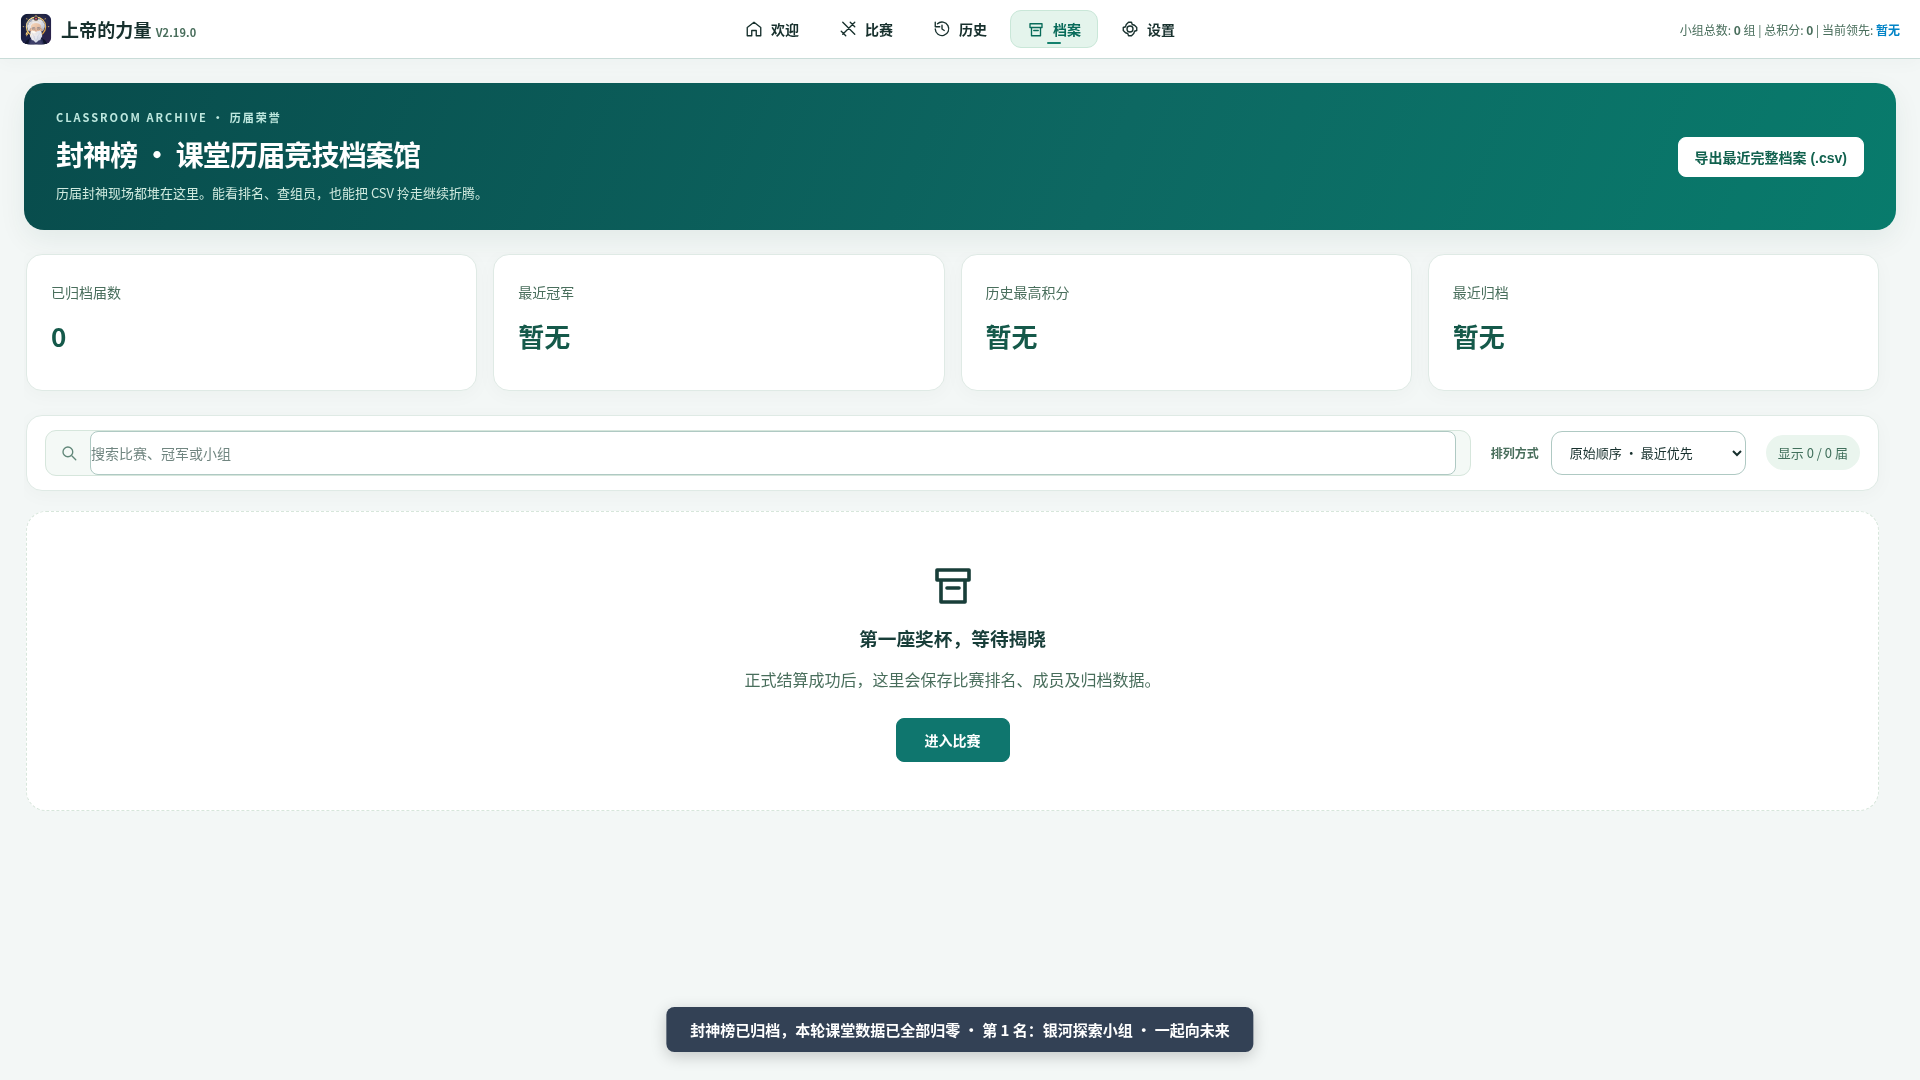 上帝的力量 V2.19.0
欢迎
比赛
历史
档案
设置
小组总数: 0 组 | 总积分: 0 | 当前领先: 暂无
CLASSROOM ARCHIVE · 历届荣誉
封神榜 · 课堂历届竞技档案馆
历届封神现场都堆在这里。能看排名、查组员，也能把 CSV 拎走继续折腾。
导出最近完整档案 (.csv)
已归档届数
0
最近冠军
暂无
历史最高积分
暂无
最近归档
暂无
搜索比赛、冠军或小组
排列方式
原始顺序 · 最近优先
显示 0 / 0 届
第一座奖杯，等待揭晓
正式结算成功后，这里会保存比赛排名、成员及归档数据。
进入比赛
封神榜已归档，本轮课堂数据已全部归零 · 第 1 名：银河探索小组 · 一起向未来